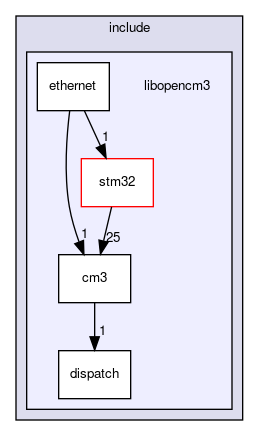 include
ethernet
libopencm3
1
stm32
1
25
cm3
1
dispatch